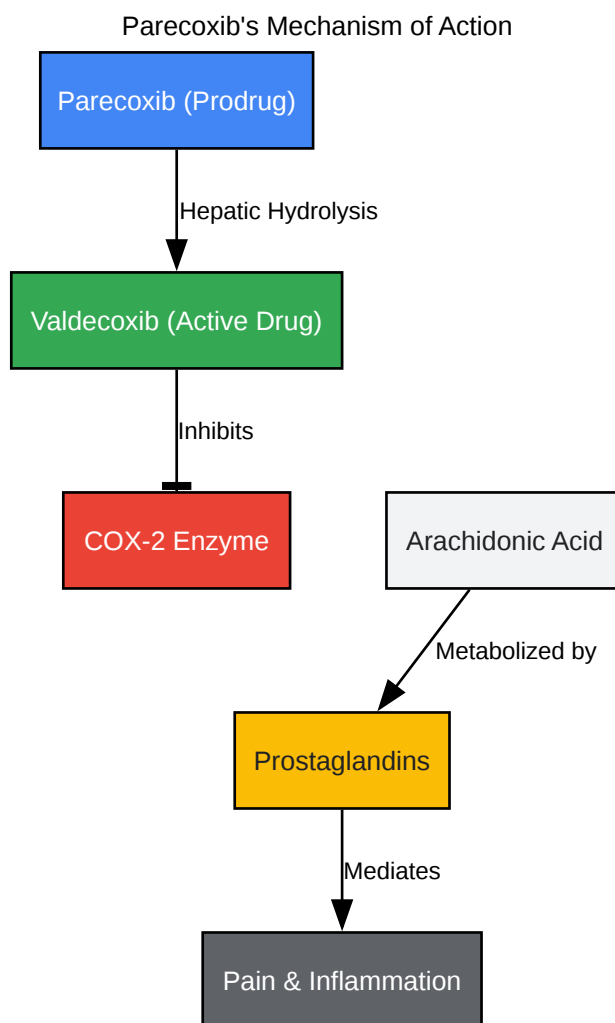 Parecoxib's Mechanism of Action
Parecoxib (Prodrug)
Hepatic Hydrolysis
Valdecoxib (Active Drug)
Inhibits
COX-2 Enzyme
Arachidonic Acid
Metabolized by
Prostaglandins
Mediates
Pain & Inflammation